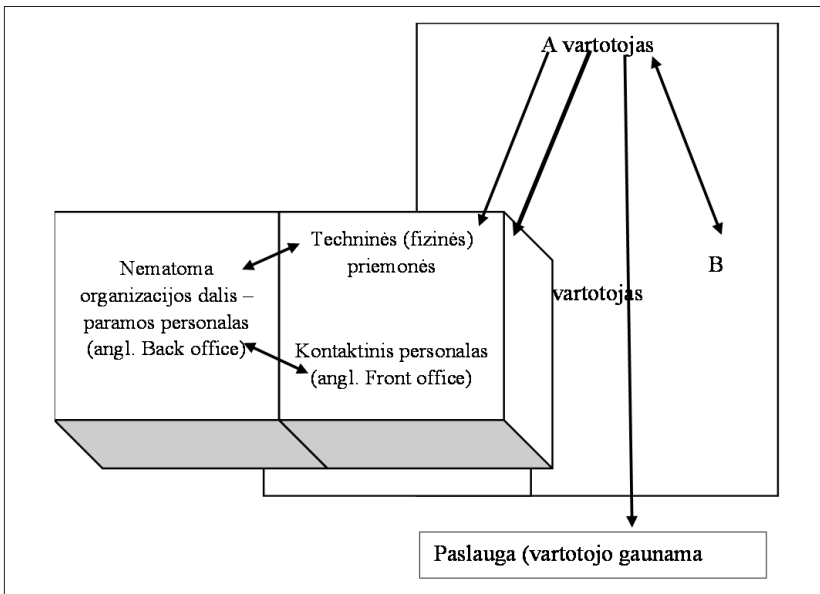 A vartotojas
Techninės (fizinės)
priemonės
Nematoma
organizacijos dalis –
paramos personalas
(angl. Back office)
Kontaktinis personalas
(angl. Front office)
B
vartotojas
Paslauga (vartotojo gaunama